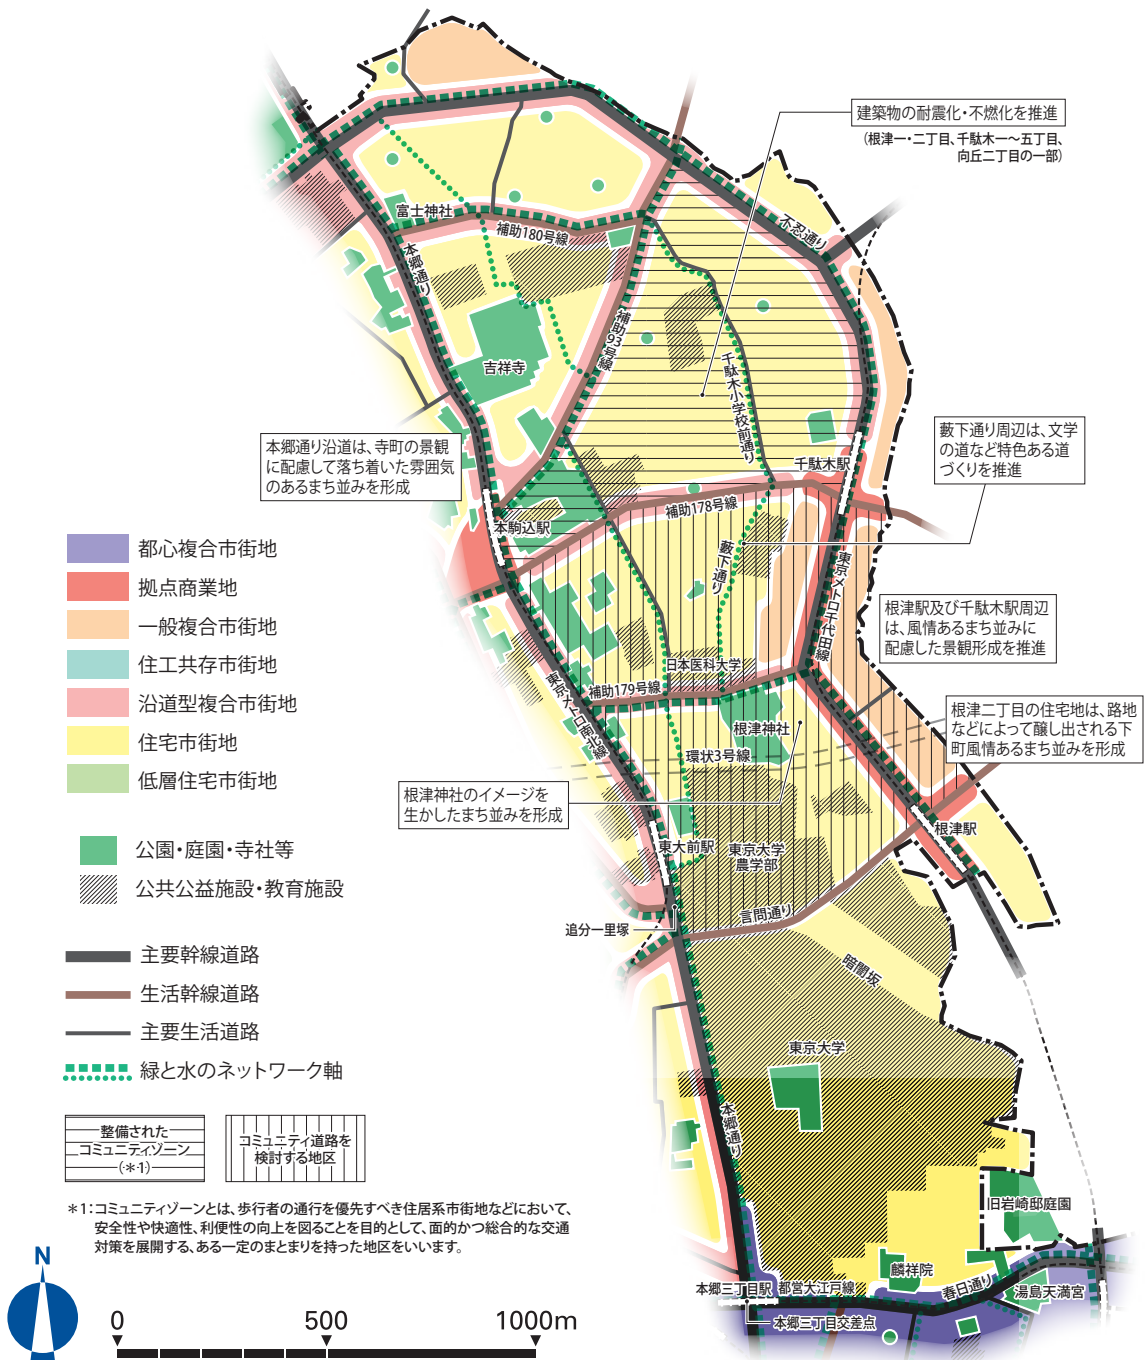 建築物の耐震化・不燃化を推進
(根津一・二丁目、千駄木一〜五丁目、
向丘二丁目の一部)
不忍通り
富士神社
補助180号線
本郷通り
補助93号線
吉祥寺
千駄木小学校前通り
本郷通り沿道は、寺町の景観
に配慮して落ち着いた雰囲気
のあるまち並みを形成
藪下通り周辺は、文学
の道など特色ある道
づくりを推進
千駄木駅
補助178号線
本駒込駅
藪下通り
東京メトロ千代田線
都心複合市街地
拠点商業地
一般複合市街地
住工共存市街地
沿道型複合市街地
住宅市街地
低層住宅市街地
根津駅及び千駄木駅周辺
は、風情あるまち並みに
配慮した景観形成を推進
日本医科大学
補助179号線
東京メトロ南北線
根津神社
環状3号線
根津二丁目の住宅地は、路地
などによって醸し出される下
町風情あるまち並みを形成
根津神社のイメージを
生かしたまち並みを形成
根津駅
東大前駅
東京大学
農学部
公園・庭園・寺社等
公共公益施設・教育施設
言問通り
追分一里塚
主要幹線道路
生活幹線道路
主要生活道路
緑と水のネットワーク軸
暗闇坂
東京大学
本郷通り
整備された
コミュニティゾーン
(*1)
コミュニティ道路を
検討する地区
*1:コミュニティゾーンとは、歩行者の通行を優先すべき住居系市街地などにおいて、
安全性や快適性、利便性の向上を図ることを目的として、面的かつ総合的な交通
対策を展開する、ある一定のまとまりを持った地区をいいます。
旧岩崎邸庭園
麟祥院
春日通り
湯島天満宮
本郷三丁目駅
都営大江戸線
本郷三丁目交差点
N
0
500
1000m